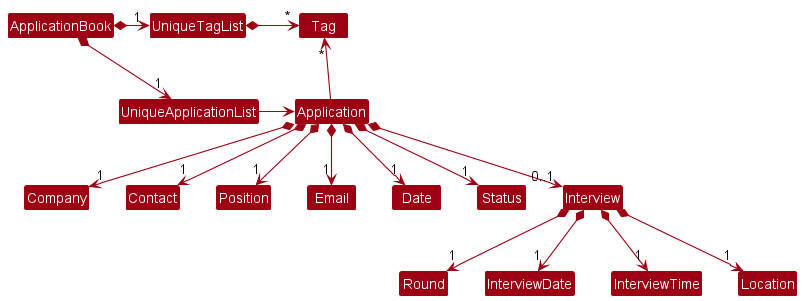 ApplicationBook 1 UniqueTagList * Tag
*
1
UniqueApplicationList Application
1 1 1 1 1 1 0..1
Company Contact Position Email Date Status Interview
1 1 1 1
Round InterviewDate InterviewTime Location